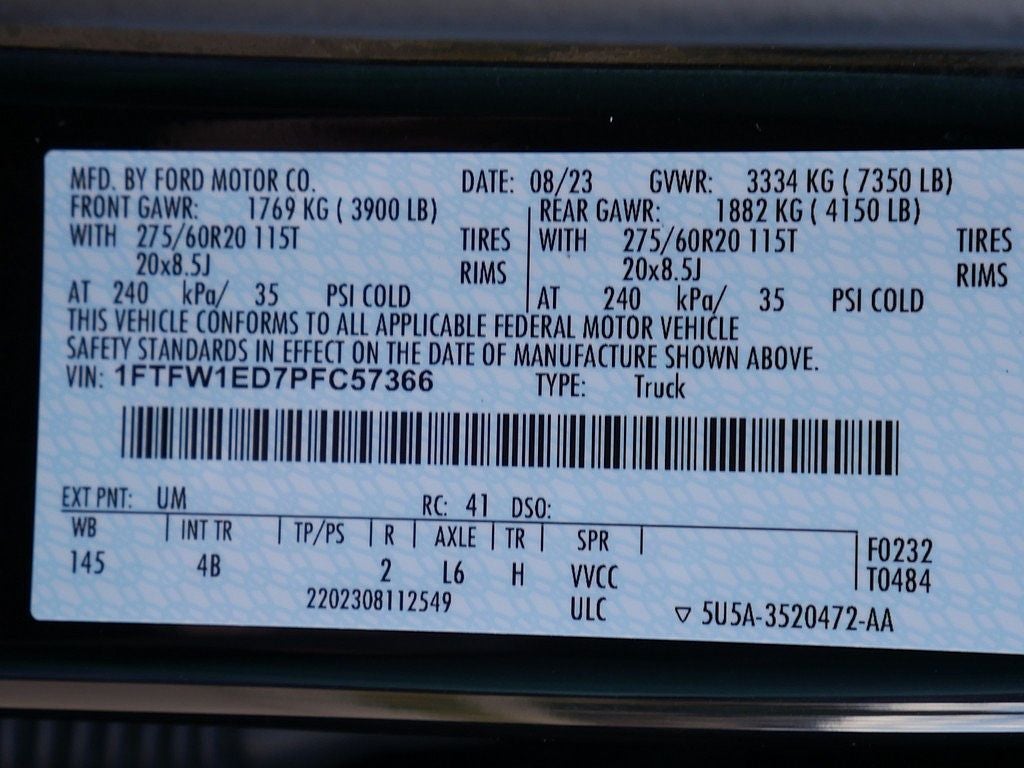 MFD. BY FORD MOTOR CO. DATE: 08/23 GVWR: 3334 KG ( 7350 LB)
FRONT GAWR: 1769 KG ( 3900 LB) REAR GAWR: 1882 KG ( 4150 LB)
WITH 275/60R20 115T TIRES WITH 275/60R20 115T TIRES
20x8.5J RIMS 20x8.5J RIMS
AT 240 kPa/ 35 PSI COLD AT 240 kPa/ 35 PSI COLD
THIS VEHICLE CONFORMS TO ALL APPLICABLE FEDERAL MOTOR VEHICLE
SAFETY STANDARDS IN EFFECT ON THE DATE OF MANUFACTURE SHOWN ABOVE.
VIN: 1FTFW1ED7PFC57366 TYPE: Truck
EXT PNT: UM RC: 41 DSO:
WB INT TR TP/PS R AXLE TR SPR F0232
145 4B 2 L6 H VVCC T0484
2202308112549 ULC ▽ 5U5A-3520472-AA